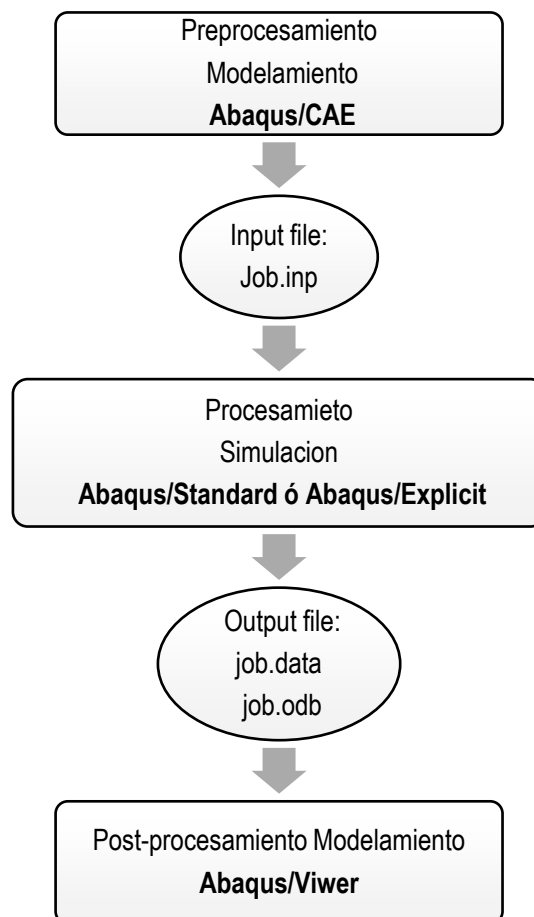 Preprocesamiento
Modelamiento
Abaqus/CAE
Input file:
Job.inp
Procesamieto
Simulacion
Abaqus/Standard ó Abaqus/Explicit
Output file:
job.data
job.odb
Post-procesamiento Modelamiento
Abaqus/Viwer